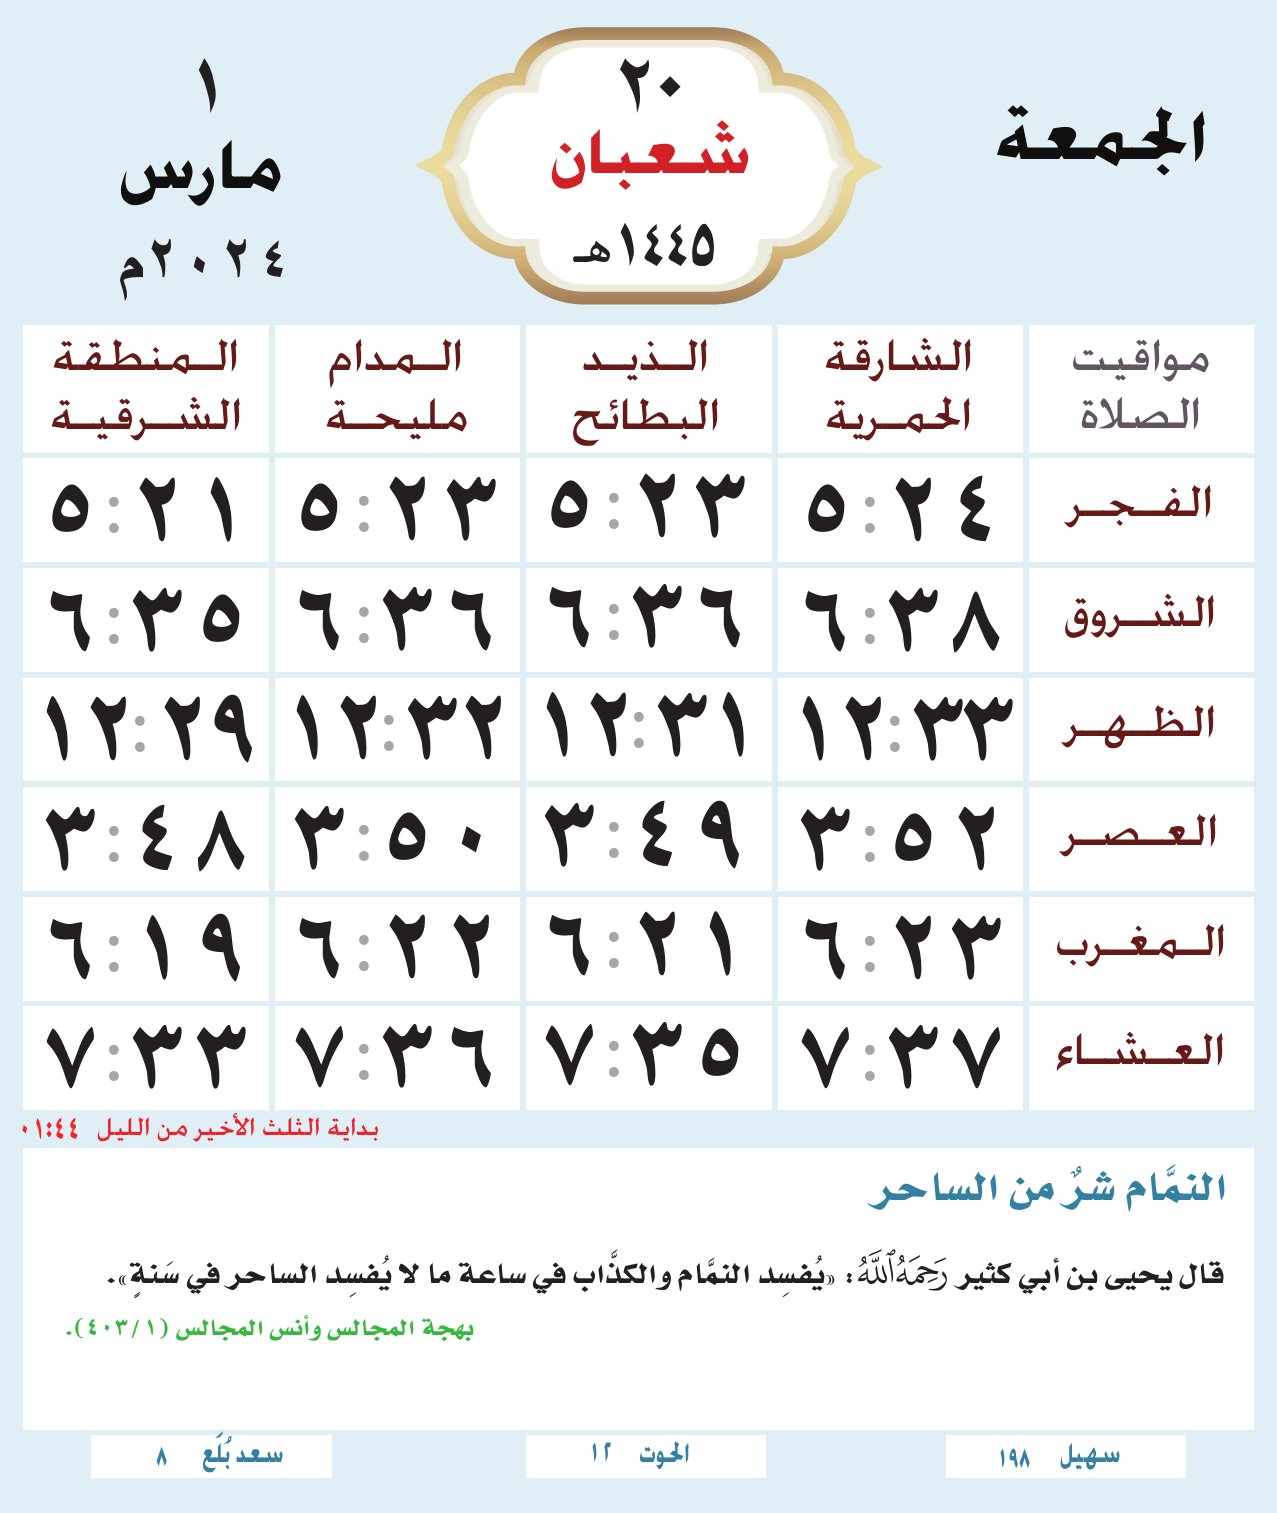 الجمعة
٢٠
شعبان
١٤٤٥هـ
١
مارس
٢٠٢٤م
مواقيت الصلاة
الشارقة الحمرية
الذيد البطائح
المدام مليحة
المنطقة الشرقية
الفجر ٥:٢٤ ٥:٢٣ ٥:٢٣ ٥:٢١
الشروق ٦:٣٨ ٦:٣٦ ٦:٣٦ ٦:٣٥
الظهر ١٢:٣٣ ١٢:٣١ ١٢:٣٢ ١٢:٢٩
العصر ٣:٥٢ ٣:٤٩ ٣:٥٠ ٣:٤٨
المغرب ٦:٢٣ ٦:٢١ ٦:٢٢ ٦:١٩
العشاء ٧:٣٧ ٧:٣٥ ٧:٣٦ ٧:٣٣
بداية الثلث الأخير من الليل ٠١:٤٤
النمَّام شرٌ من الساحر
قال يحيى بن أبي كثير رَحِمَهُ ٱللَّهُ: «يُفسِد النمَّام والكذَّاب في ساعة ما لا يُفسِد الساحر في سَنةٍ».
بهجة المجالس وأنس المجالس (١/٤٠٣).
سهيل ١٩٨
الحوت ١٢
سعد بُلَع ٨